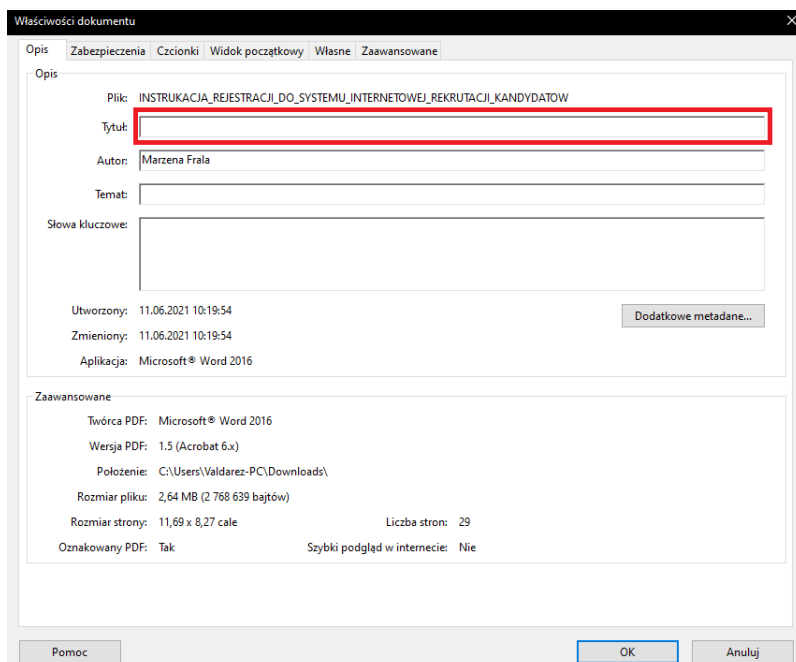 Właściwości dokumentu
Opis Zabezpieczenia Czcionki Widok początkowy Własne Zaawansowane
Opis
Plik: INSTRUKACJA_REJESTRACJI_DO_SYSTEMU_INTERNETOWEJ_REKRUTACJI_KANDYDATOW
Tytuł:
Autor: Marzena Frala
Temat:
Słowa kluczowe:
Utworzony: 11.06.2021 10:19:54
Dodatkowe metadane...
Zmieniony: 11.06.2021 10:19:54
Aplikacja: Microsoft® Word 2016
Zaawansowane
Twórca PDF: Microsoft® Word 2016
Wersja PDF: 1.5 (Acrobat 6.x)
Położenie: C:\Users\Valdarez-PC\Downloads\
Rozmiar pliku: 2,64 MB (2 768 639 bajtów)
Rozmiar strony: 11,69 x 8,27 cale Liczba stron: 29
Oznakowany PDF: Tak Szybki podgląd w internecie: Nie
Pomoc OK Anuluj